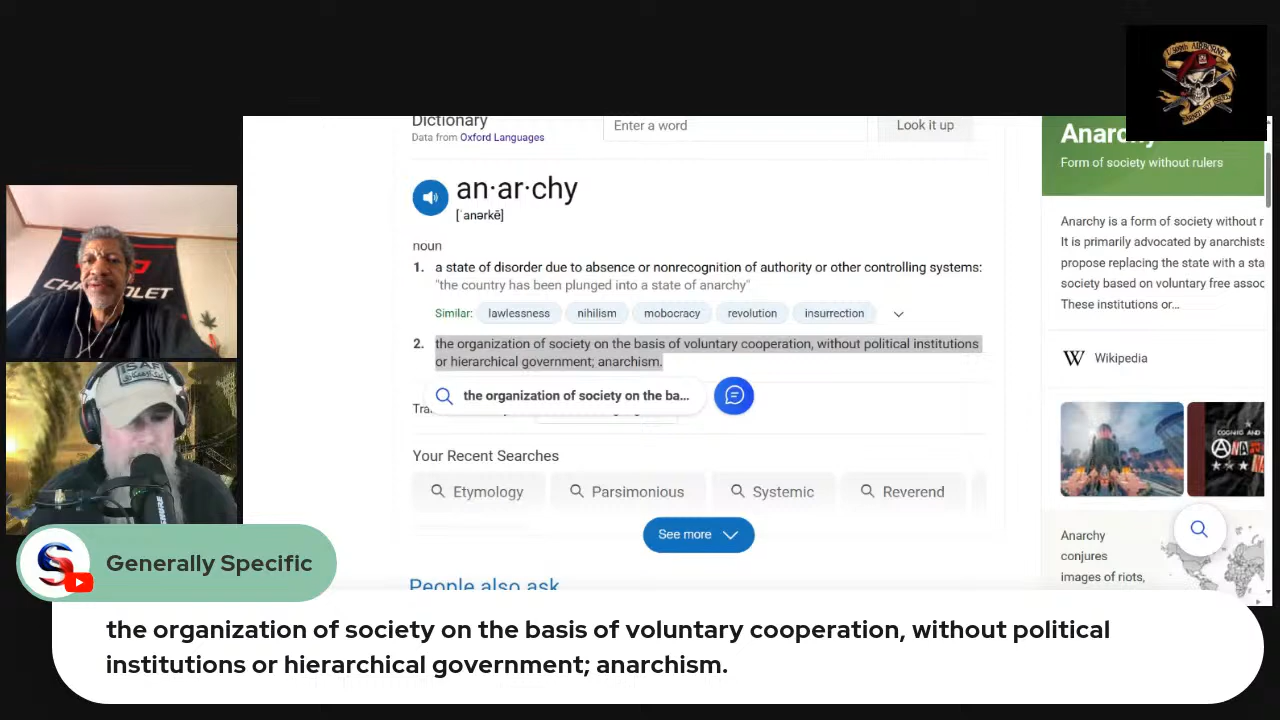 Dictionary
Data from Oxford Languages
Enter a word
Look it up
an·ar·chy
[ˈanərkē]
noun
1. a state of disorder due to absence or nonrecognition of authority or other controlling systems:
"the country has been plunged into a state of anarchy"
Similar: lawlessness nihilism mobocracy revolution insurrection
2. the organization of society on the basis of voluntary cooperation, without political institutions
or hierarchical government; anarchism.
the organization of society on the ba...
Your Recent Searches
Etymology
Parsimonious
Systemic
Reverend
See more
People also ask
Form of society without rulers
Anarchy is a form of society without r
It is primarily advocated by anarchists
propose replacing the state with a sta
society based on voluntary free assoc
These institutions or...
W Wikipedia
Anarchy
conjures
images of riots,
CHEVROLET
ISAF
Generally Specific
the organization of society on the basis of voluntary cooperation, without political
institutions or hierarchical government; anarchism.